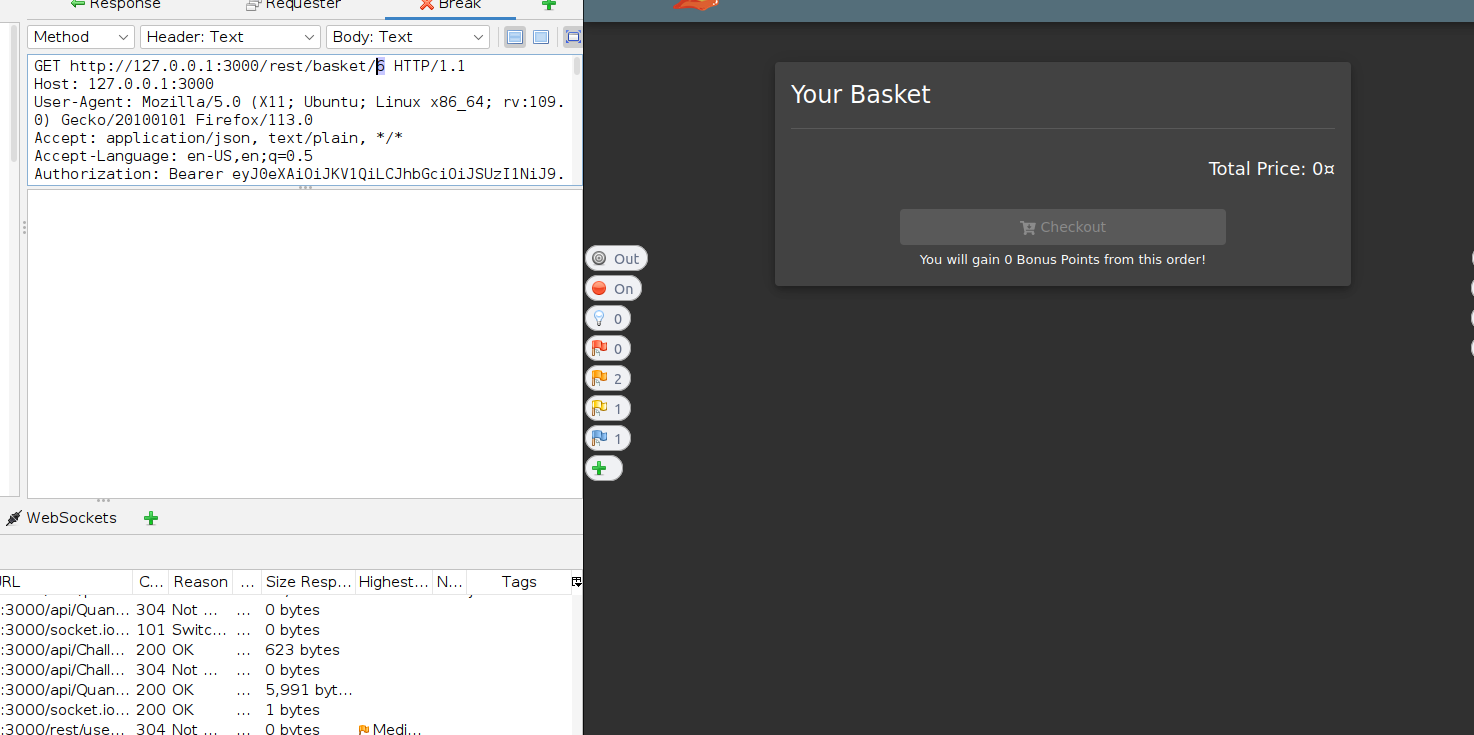 Response Requester Break
Method Header: Text Body: Text
GET http://127.0.0.1:3000/rest/basket/6 HTTP/1.1
Host: 127.0.0.1:3000
User-Agent: Mozilla/5.0 (X11; Ubuntu; Linux x86_64; rv:109.
0) Gecko/20100101 Firefox/113.0
Accept: application/json, text/plain, */*
Accept-Language: en-US,en;q=0.5
Authorization: Bearer eyJ0eXAiOiJKV1QiLCJhbGciOiJSUzI1NiJ9.
WebSockets
RL C... Reason ... Size Resp... Highest... N... Tags
:3000/api/Quan... 304 Not ... ... 0 bytes
:3000/socket.io... 101 Switc... ... 0 bytes
:3000/api/Chall... 200 OK ... 623 bytes
:3000/api/Chall... 304 Not ... ... 0 bytes
:3000/api/Quan... 200 OK ... 5,991 byt...
:3000/socket.io... 200 OK ... 1 bytes
:3000/rest/use... 304 Not ... ... 0 bytes Medi...
Out
On
0
0
2
1
1
Your Basket
Total Price: 0¤
Checkout
You will gain 0 Bonus Points from this order!